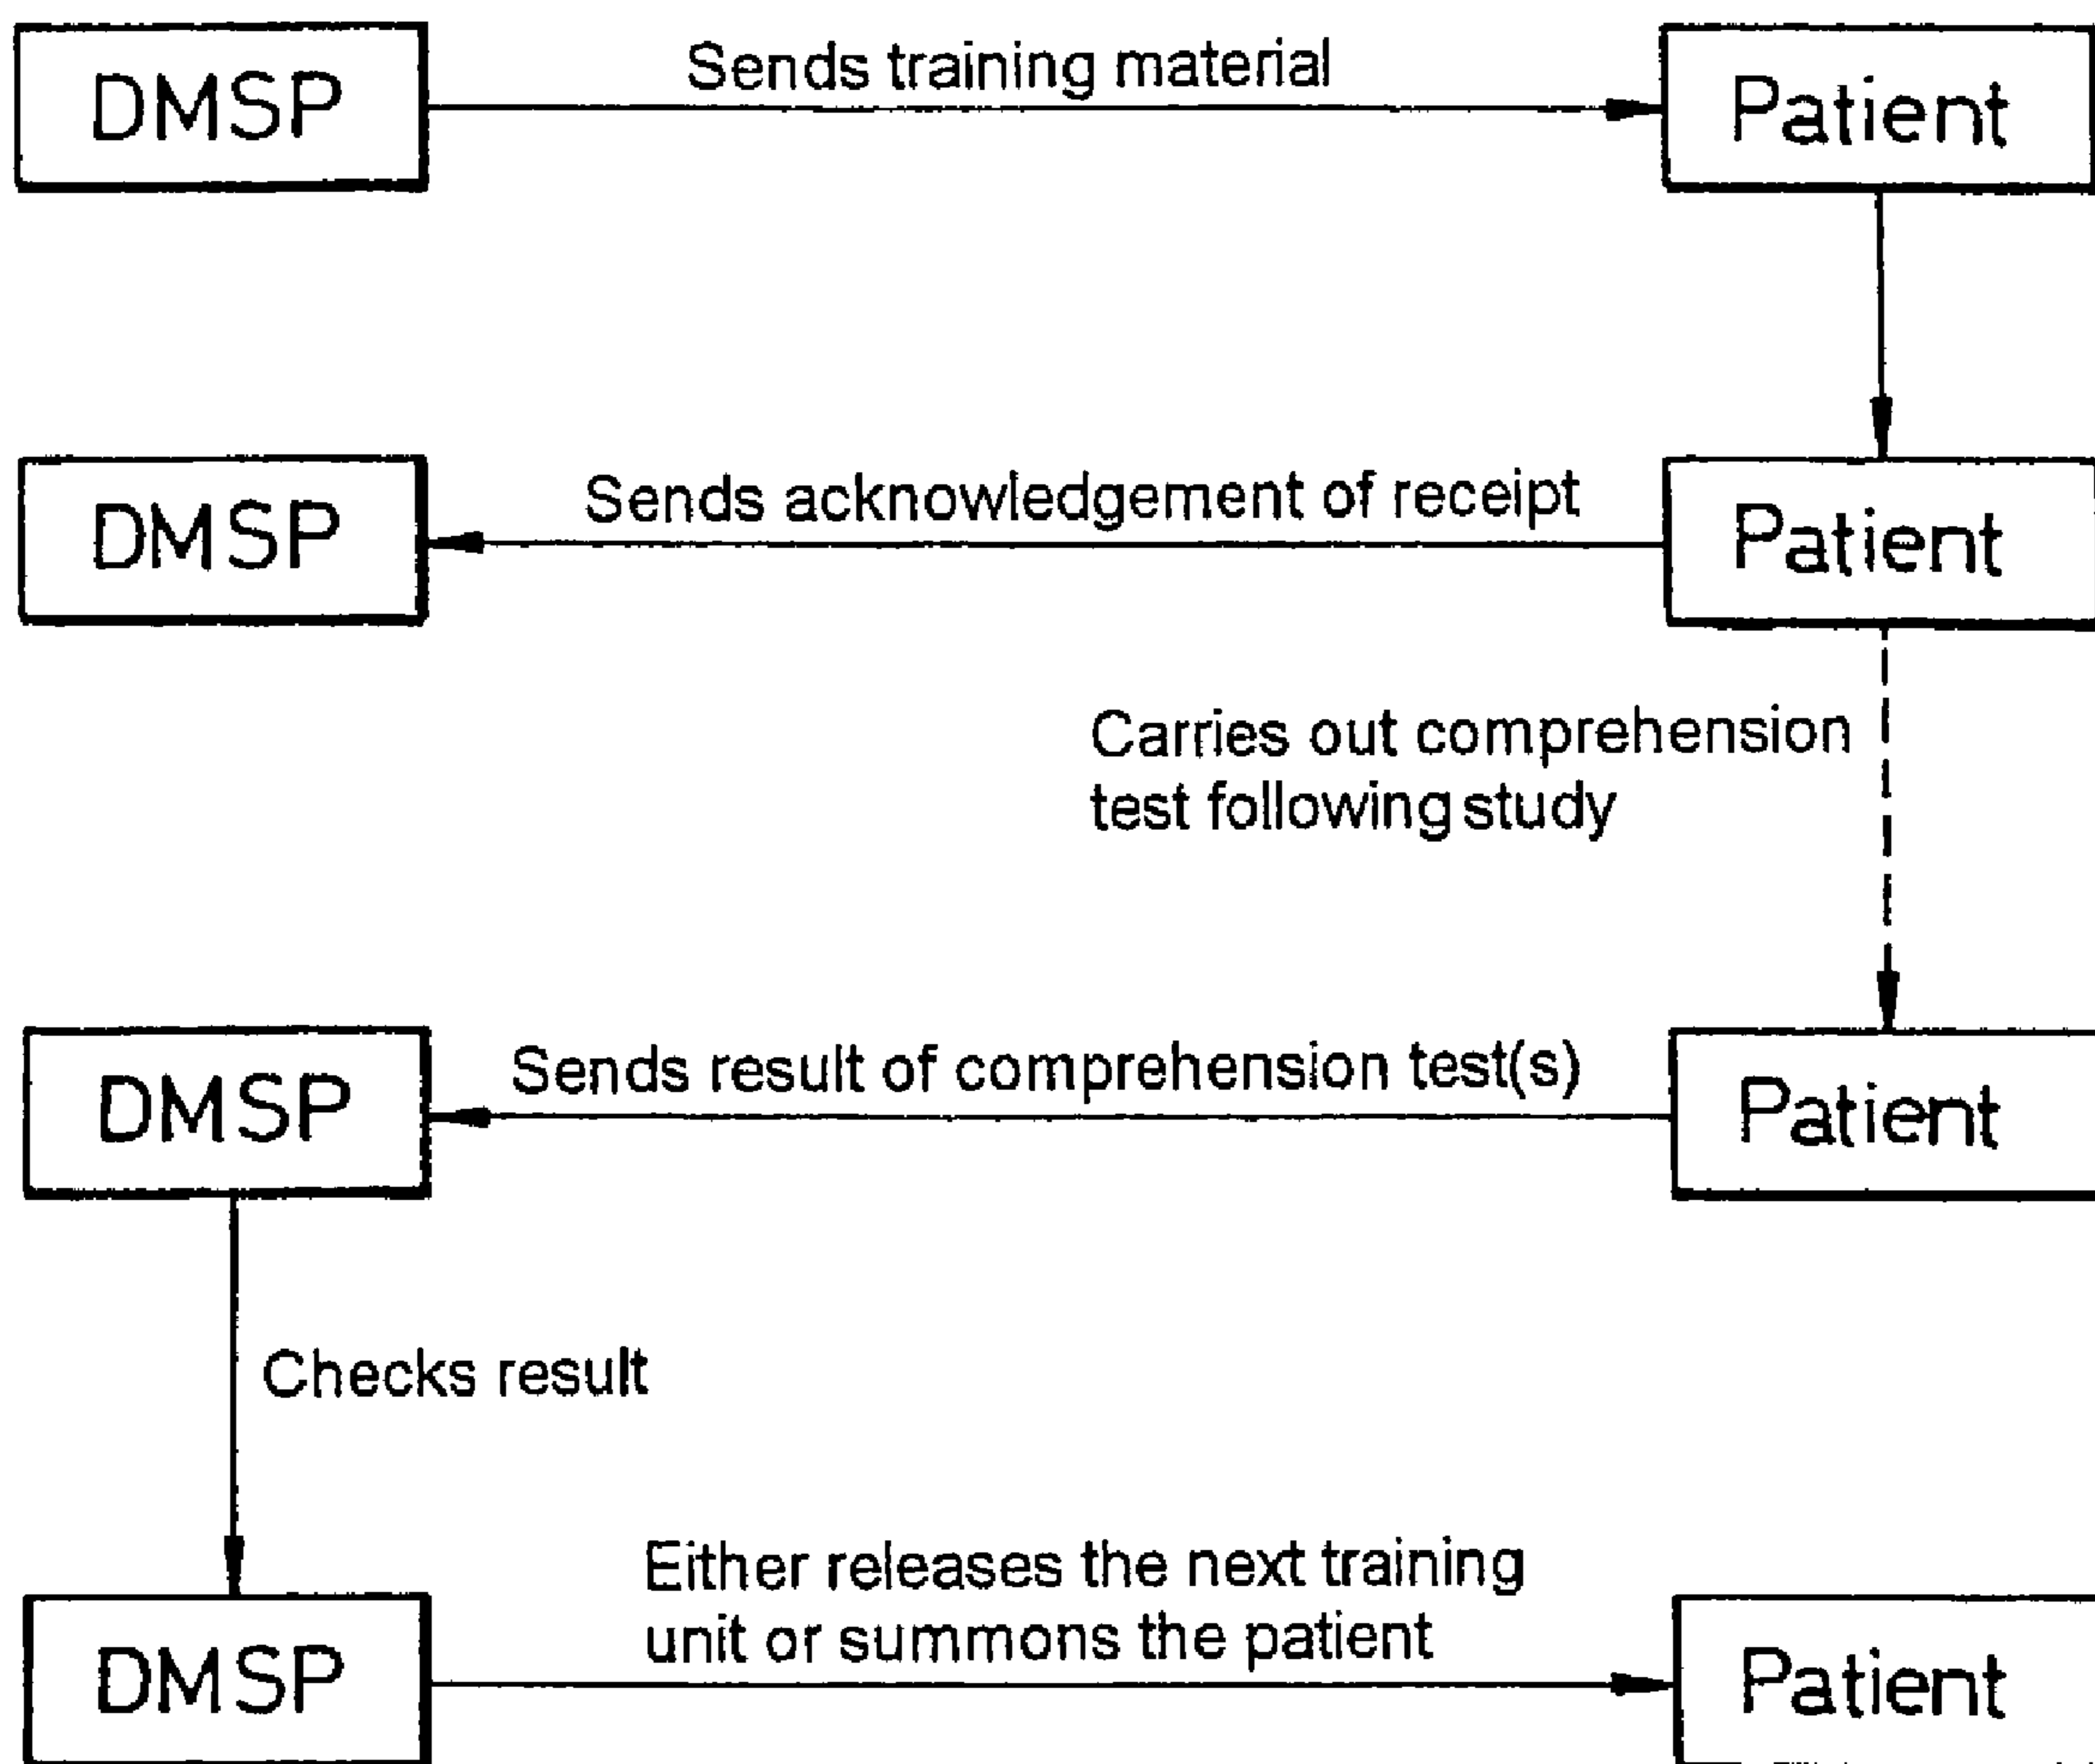 DMSP
Sends training material
Patient
DMSP
Sends acknowledgement of receipt
Patient
Carries out comprehension
test following study
DMSP
Sends result of comprehension test(s)
Patient
Checks result
DMSP
Either releases the next training
unit or summons the patient
Patient